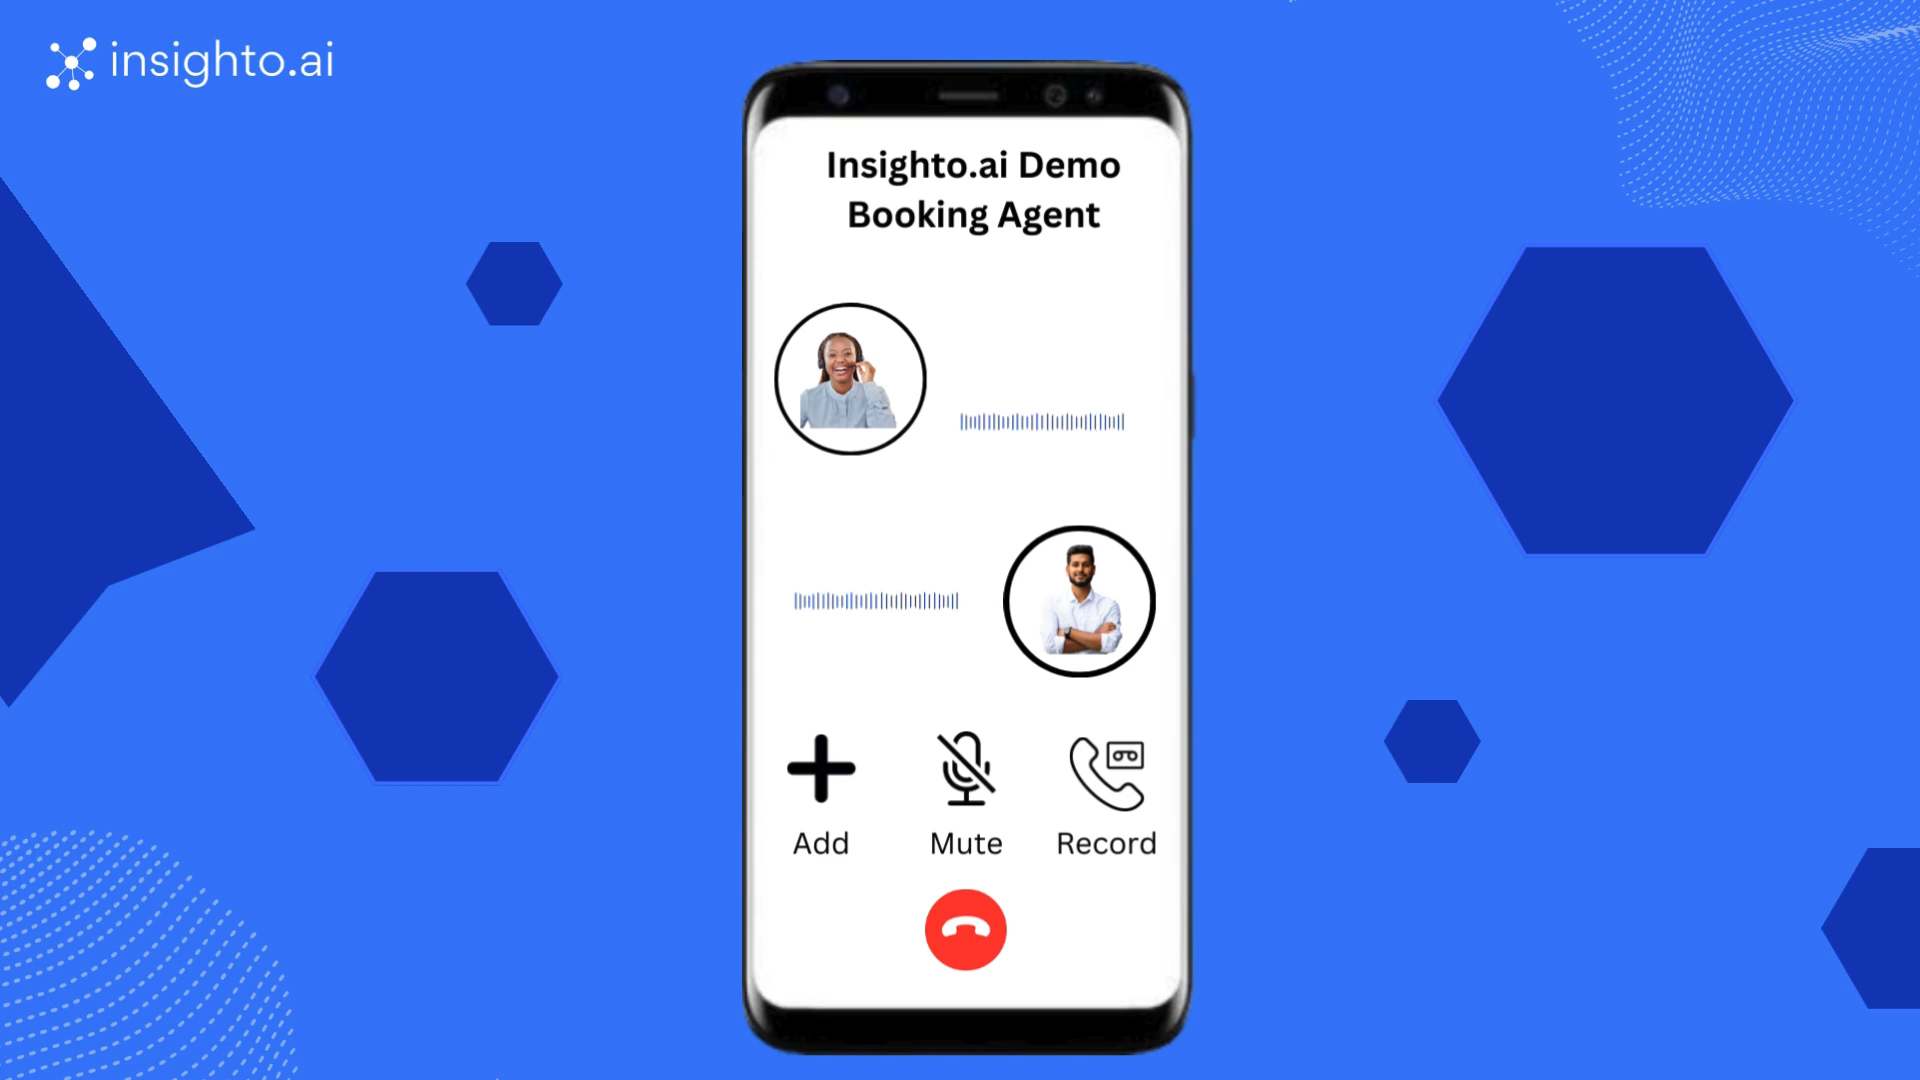 insighto.ai
Insighto.ai Demo
Booking Agent
Add
Mute
Record